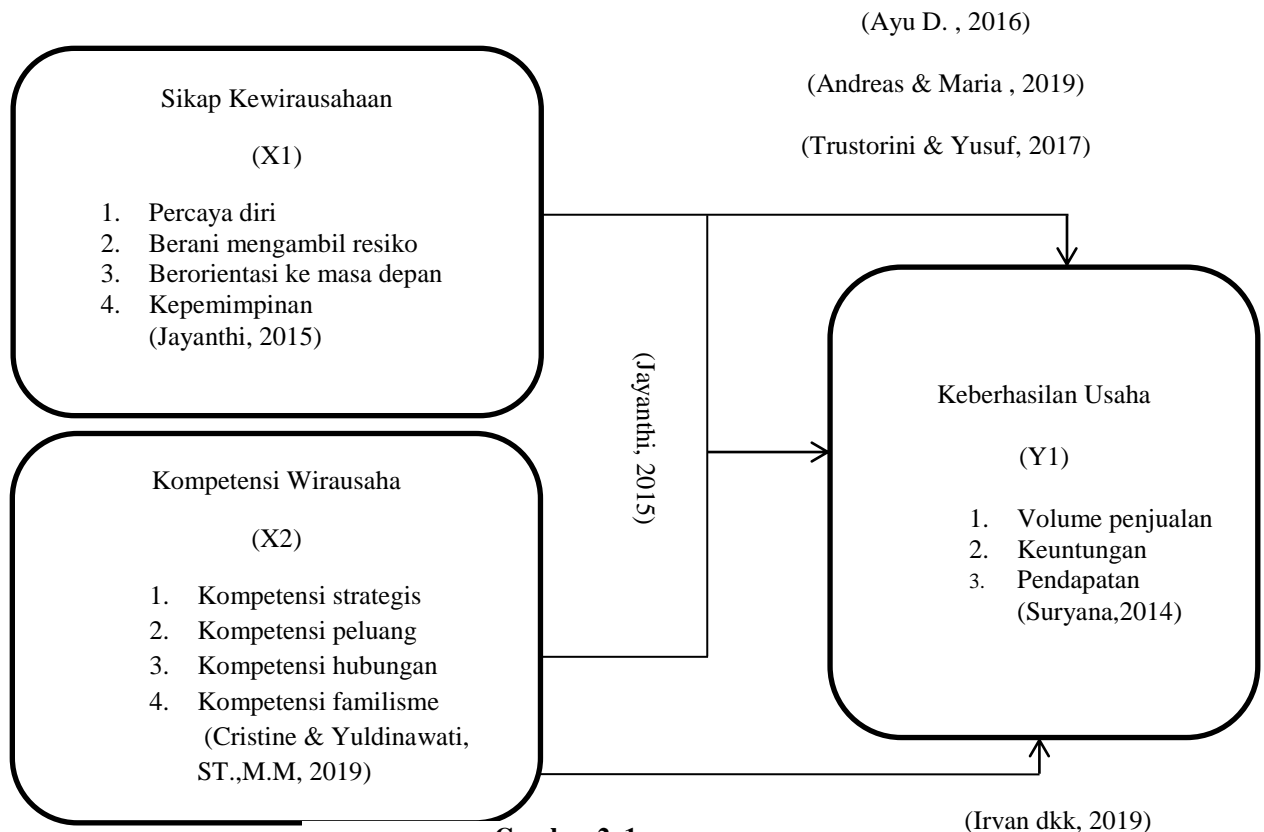 (Ayu D. , 2016)
(Andreas & Maria , 2019)
(Trustorini & Yusuf, 2017)
Sikap Kewirausahaan
(X1)
1. Percaya diri
2. Berani mengambil resiko
3. Berorientasi ke masa depan
4. Kepemimpinan
(Jayanthi, 2015)
(Jayanthi, 2015)
Kompetensi Wirausaha
(X2)
1. Kompetensi strategis
2. Kompetensi peluang
3. Kompetensi hubungan
4. Kompetensi familisme
(Cristine & Yuldinawati,
ST.,M.M, 2019)
Keberhasilan Usaha
(Y1)
1. Volume penjualan
2. Keuntungan
3. Pendapatan
(Suryana,2014)
(Irvan dkk, 2019)